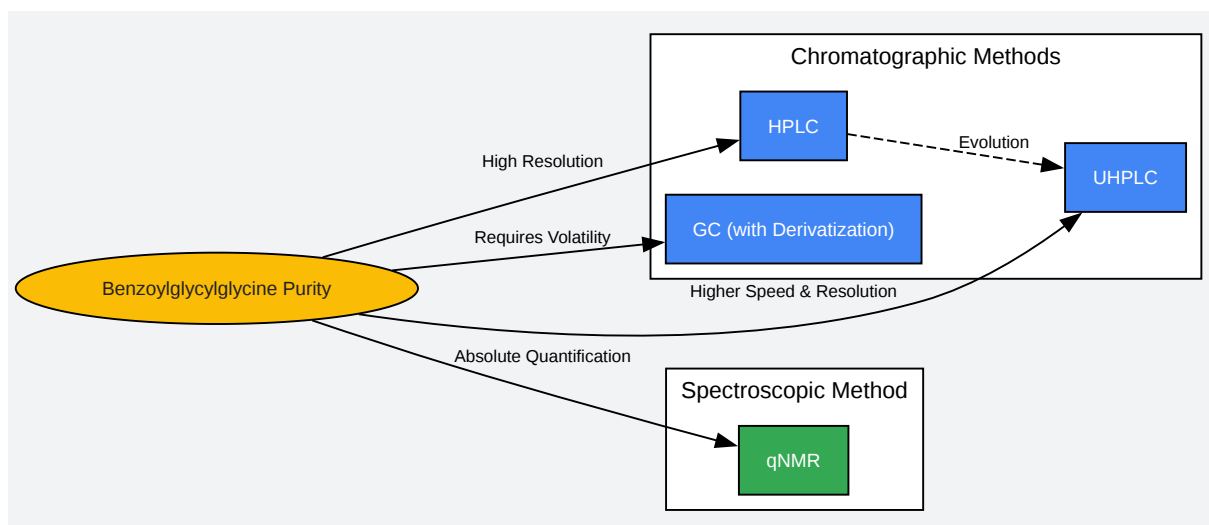 Chromatographic Methods
HPLC
Evolution
High Resolution
UHPLC
GC (with Derivatization)
Requires Volatility
Benzoylglycylglycine Purity
Higher Speed & Resolution
Absolute Quantification
Spectroscopic Method
qNMR